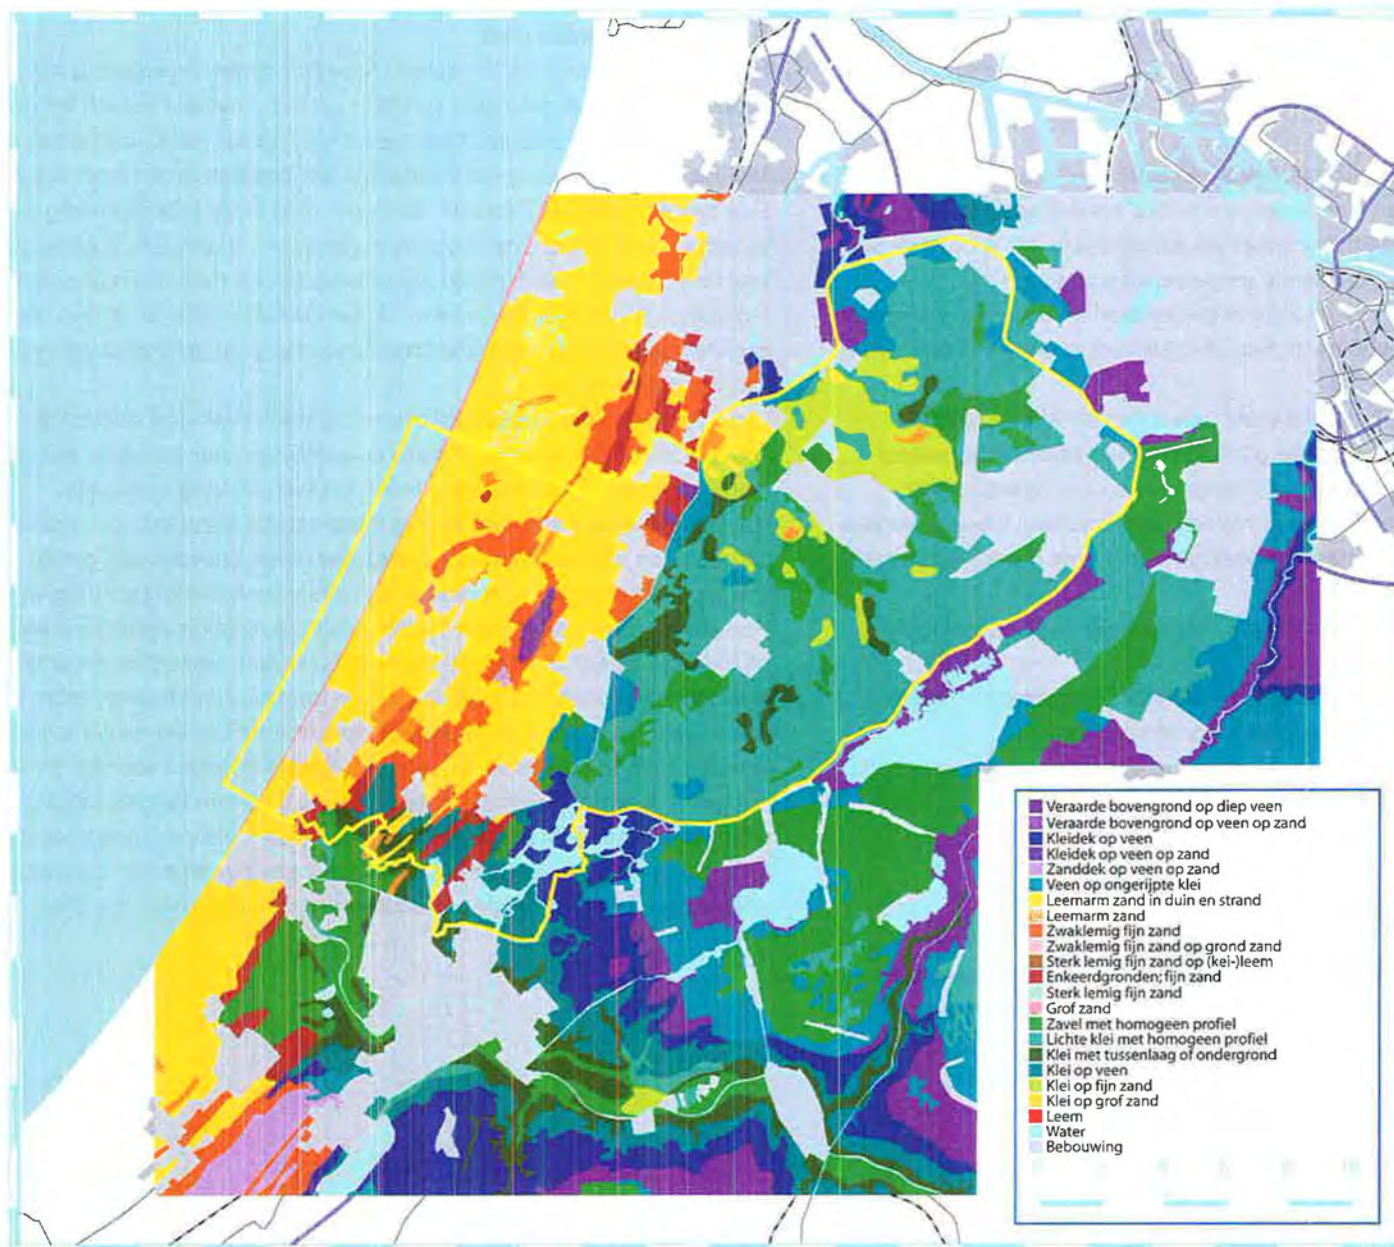 Veraarde bovengrond op diep veen
Veraarde bovengrond op veen op zand
Kleidek op veen
Kleidek op veen op zand
Zanddek op veen op zand
Veen op ongerijpte klei
Leemarm zand in duin en strand
Leemarm zand
Zwaklemig fijn zand
Zwaklemig fijn zand op grond zand
Sterk lemig fijn zand op (kei-)leem
Enkeerdgronden; fijn zand
Sterk lemig fijn zand
Grof zand
Zavel met homogeen profiel
Lichte klei met homogeen profiel
Klei met tussenlaag of ondergrond
Klei op veen
Klei op fijn zand
Klei op grof zand
Leem
Water
Bebouwing